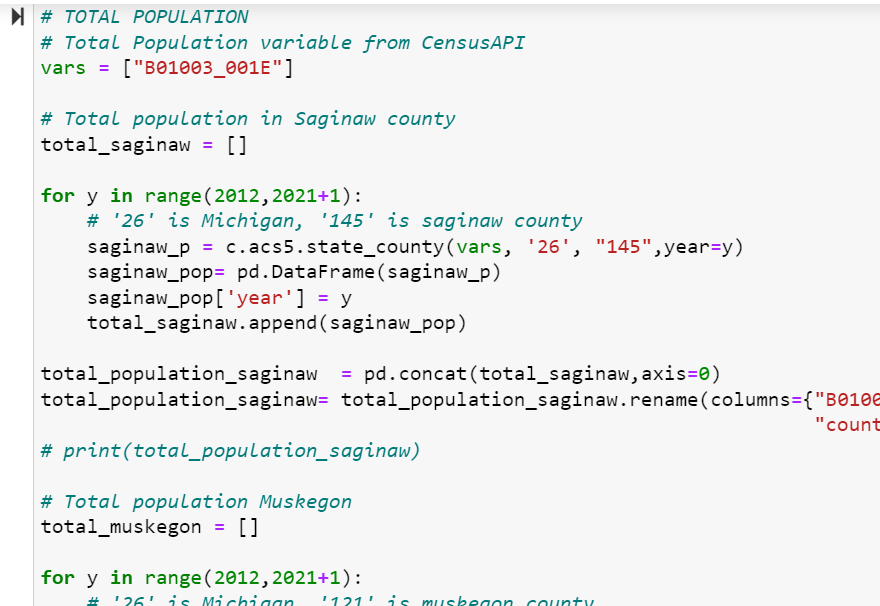 # TOTAL POPULATION
# Total Population variable from CensusAPI
vars = ["B01003_001E"]
# Total population in Saginaw county
total_saginaw = []
for y in range(2012,2021+1):
# '26' is Michigan, '145' is saginaw county
saginaw_p = c.acs5.state_county(vars, '26', "145",year=y)
saginaw_pop= pd.DataFrame(saginaw_p)
saginaw_pop['year'] = y
total_saginaw.append(saginaw_pop)
total_population_saginaw  = pd.concat(total_saginaw,axis=0)
total_population_saginaw= total_population_saginaw.rename(columns={"B0100
"count
# print(total_population_saginaw)
# Total population Muskegon
total_muskegon = []
for y in range(2012,2021+1):
# '26' is Michigan, '121' is muskegon county